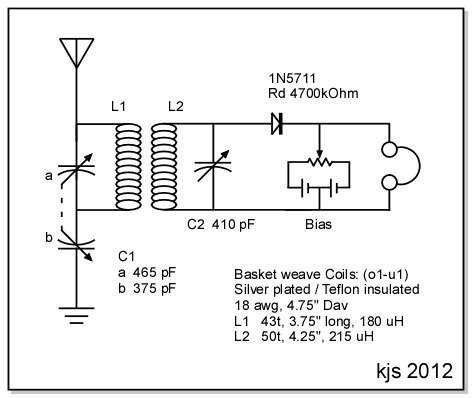 1N5711
Rd 4700kOhm
L1
L2
a
b
C2 410 pF
Bias
C1
a 465 pF
b 375 pF
Basket weave Coils: (o1-u1)
Silver plated / Teflon insulated
18 awg, 4.75" Dav
L1 43t, 3.75" long, 180 uH
L2 50t, 4.25", 215 uH
kjs 2012